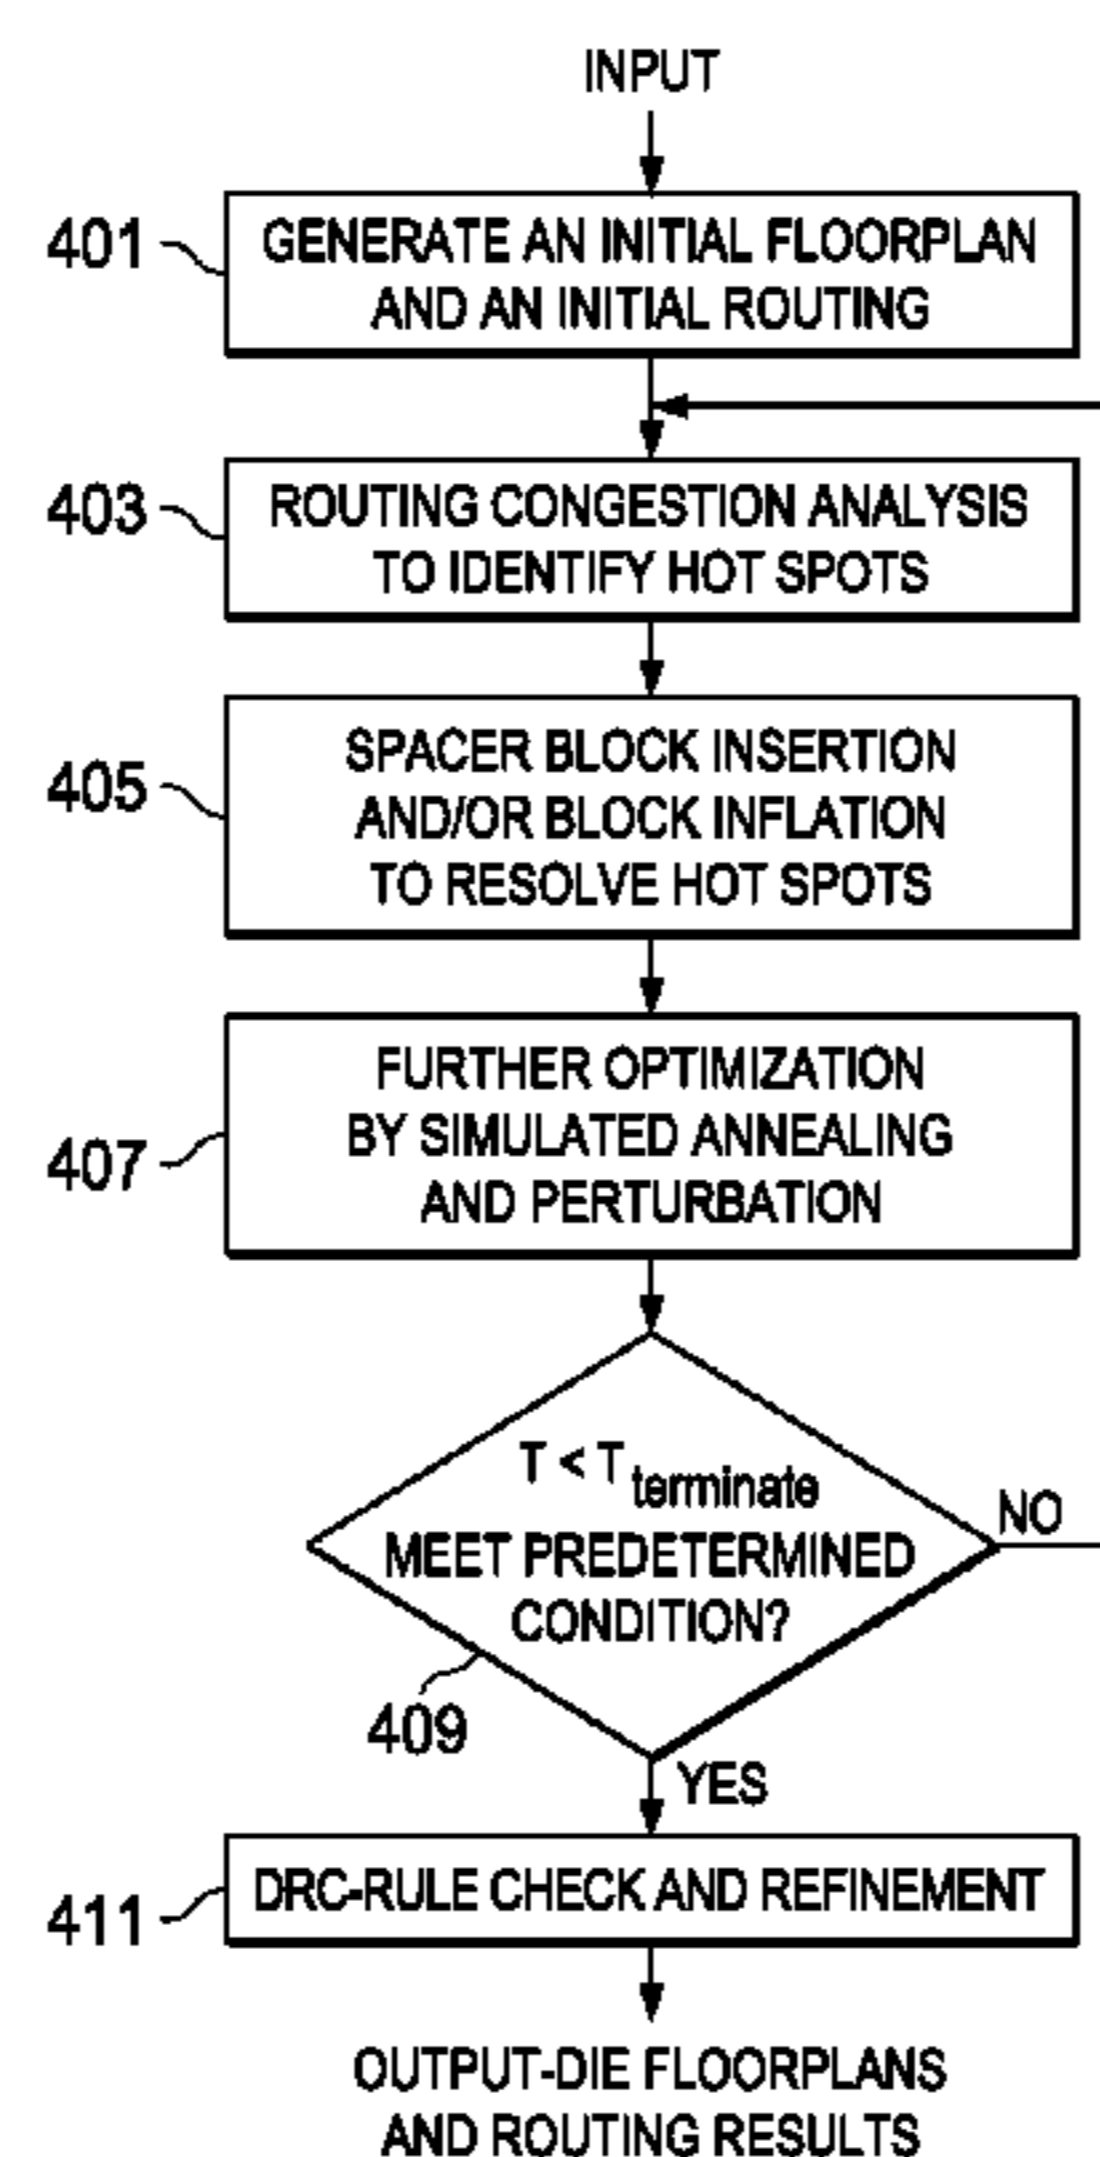 INPUT
401
GENERATE AN INITIAL FLOORPLAN
AND AN INITIAL ROUTING
403
ROUTING CONGESTION ANALYSIS
TO IDENTIFY HOT SPOTS
405
SPACER BLOCK INSERTION
AND/OR BLOCK INFLATION
TO RESOLVE HOT SPOTS
407
FURTHER OPTIMIZATION
BY SIMULATED ANNEALING
AND PERTURBATION
T < T terminate
MEET PREDETERMINED
CONDITION?
NO
409
YES
411
DRC-RULE CHECK AND REFINEMENT
OUTPUT-DIE FLOORPLANS
AND ROUTING RESULTS